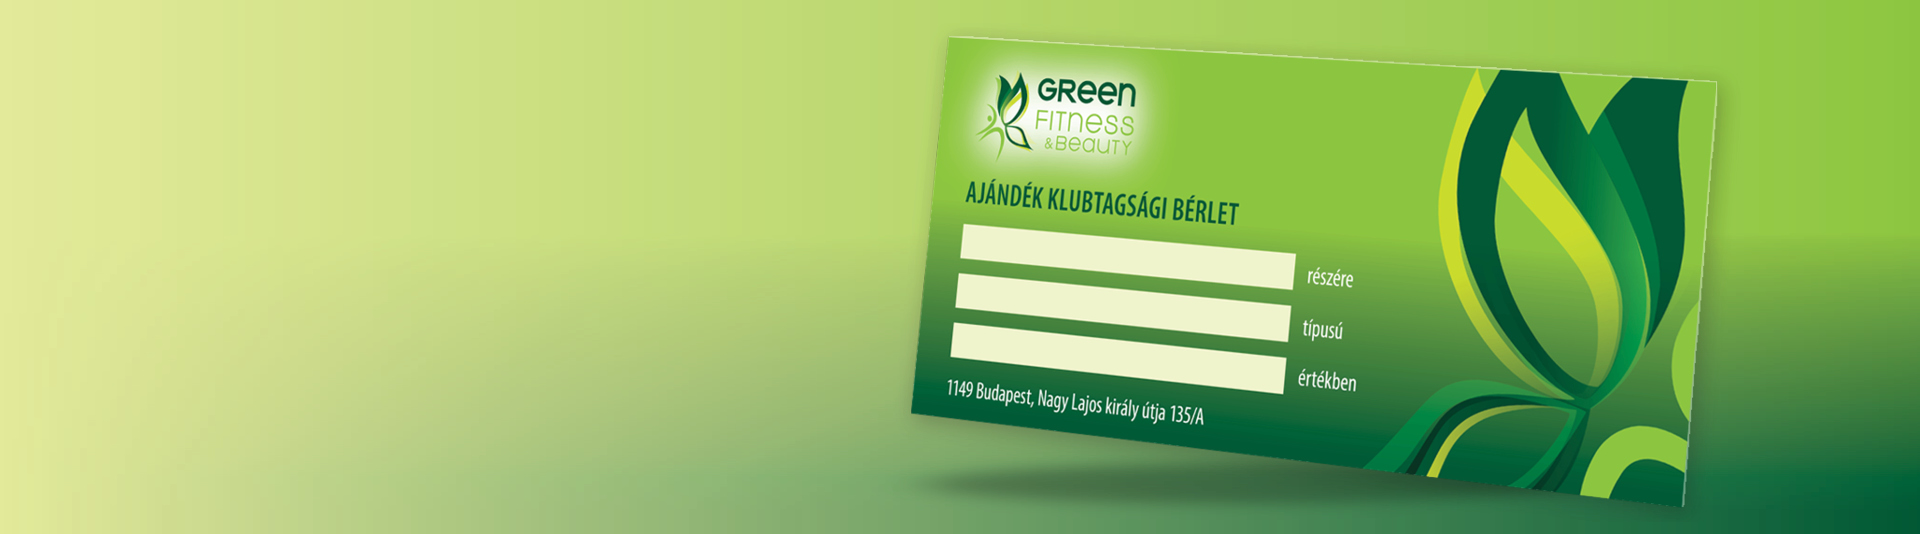 GReen
FITness
& BeauTY
AJÁNDÉK KLUBTAGSÁGI BÉRLET
részére
típusú
értékben
1149 Budapest, Nagy Lajos király útja 135/A